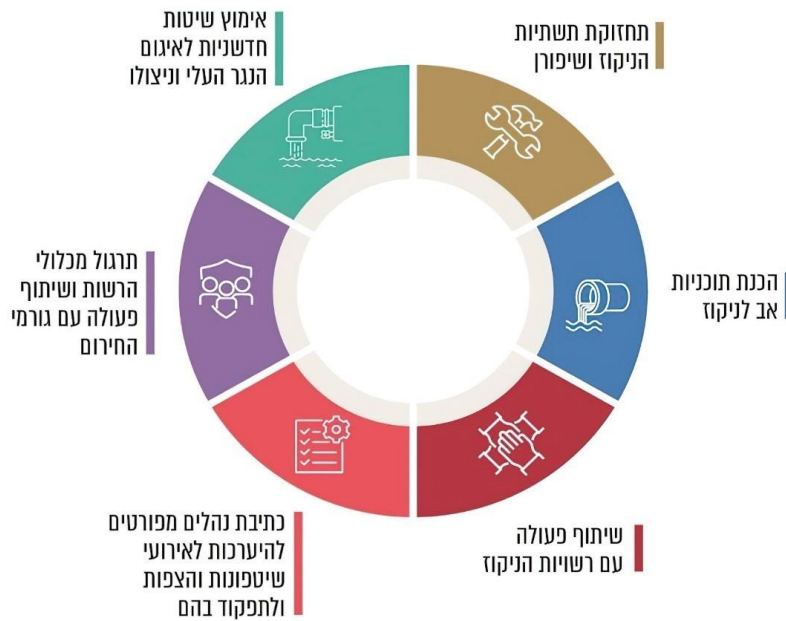 תחזוקת תשתיות
הניקוז ושיפורן
הכנת תוכניות
אב לניקוז
שיתוף פעולה
עם רשויות הניקוז
כתיבת נהלים מפורטים
להיערכות לאירועי
שיטפונות והצפות
ולתפקוד בהם
תרגול מכלולי
הרשות ושיתוף
פעולה עם גורמי
החירום
אימוץ שיטות
חדשניות לאיגום
הנגר העלי וניצולו